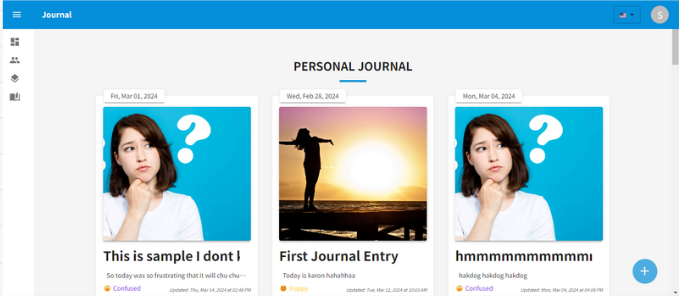 Journal
S
PERSONAL JOURNAL
Fri, Mar 01, 2024
Wed, Feb 28, 2024
Mon, Mar 04, 2024
?
?
This is sample I dont k
First Journal Entry
hmmmmmmmmmmm
So today was so frustrating that it will chu chu...
Today is karon hahahhaa
hakdog hakdog hakdog
Confused
Updated: Thu, Mar 14, 2024 at 02:46 PM
Happy
Updated: Tue, Mar 12, 2024 at 10:03 AM
Confused
Updated: Mon, Mar 04, 2024 at 04:08 PM